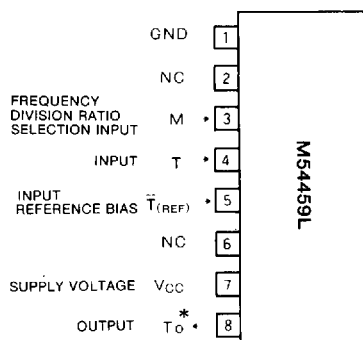 GND 1
NC 2
FREQUENCY
DIVISION RATIO
SELECTION INPUT M 3
INPUT T 4
INPUT
REFERENCE BIAS T̄(REF) 5
NC 6
SUPPLY VOLTAGE VCC 7
OUTPUT To* 8
M54459L